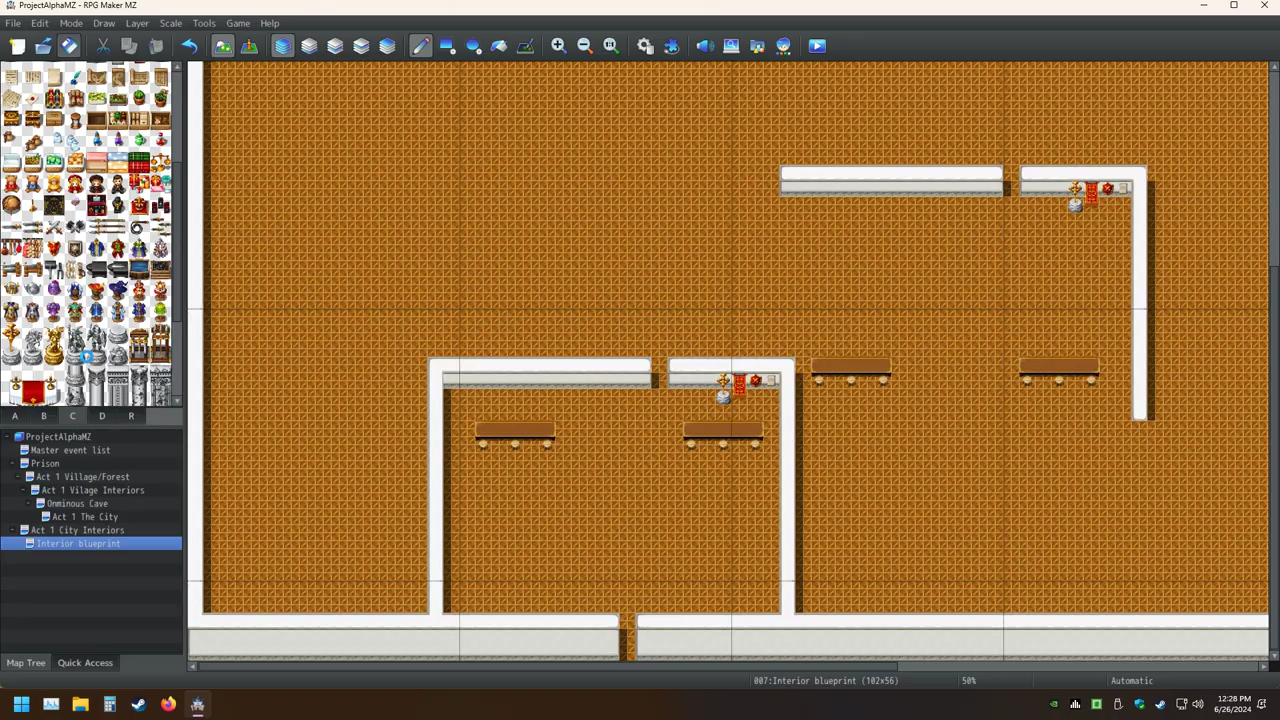 ProjectAlphaMZ - RPG Maker MZ
File Edit Mode Draw Layer Scale Tools Game Help
A B C D R
ProjectAlphaMZ
Master event list
Prison
Act 1 Village/Forest
Act 1 Vilage Interiors
Onminous Cave
Act 1 The City
Act 1 City Interiors
Interior blueprint
Map Tree Quick Access
007:Interior blueprint (102x56) 50% Automatic
12:28 PM
6/26/2024